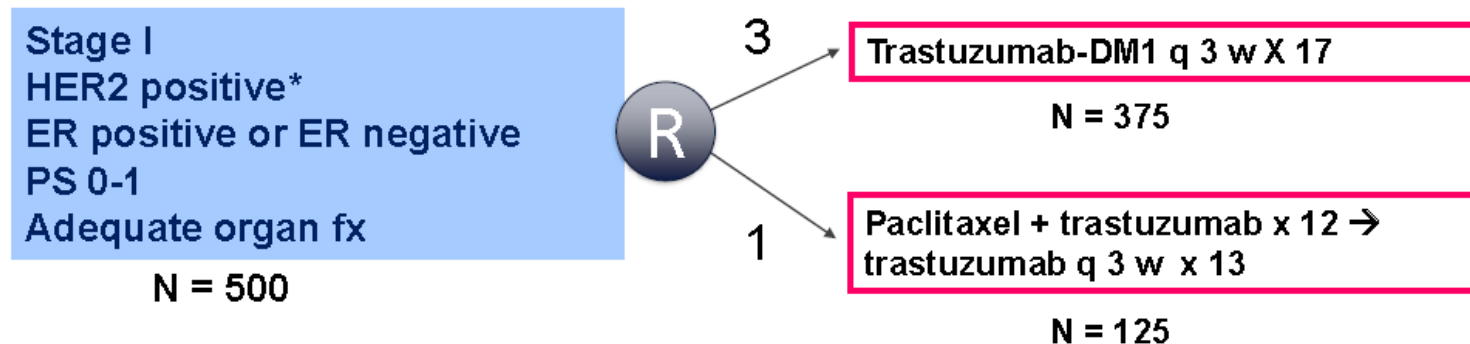 Stage I
HER2 positive*
ER positive or ER negative
PS 0-1
Adequate organ fx
N = 500
R
3
1
Trastuzumab-DM1 q 3 w X 17
N = 375
Paclitaxel + trastuzumab x 12 →
trastuzumab q 3 w x 13
N = 125